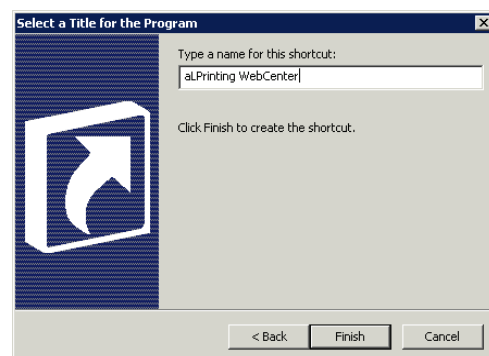 Select a Title for the Program
Type a name for this shortcut:
aLPrinting WebCenter
Click Finish to create the shortcut.
< Back
Finish
Cancel